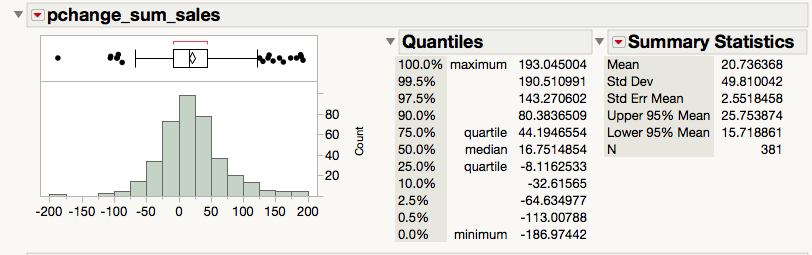 pchange_sum_sales
80
60
40
20
Count
-200 -150 -100 -50 0 50 100 150 200
Quantiles
100.0% maximum 193.045004
99.5% 190.510991
97.5% 143.270602
90.0% 80.3836509
75.0% quartile 44.1946554
50.0% median 16.7514854
25.0% quartile -8.1162533
10.0% -32.61565
2.5% -64.634977
0.5% -113.00788
0.0% minimum -186.97442
Summary Statistics
Mean 20.736368
Std Dev 49.810042
Std Err Mean 2.5518458
Upper 95% Mean 25.753874
Lower 95% Mean 15.718861
N 381